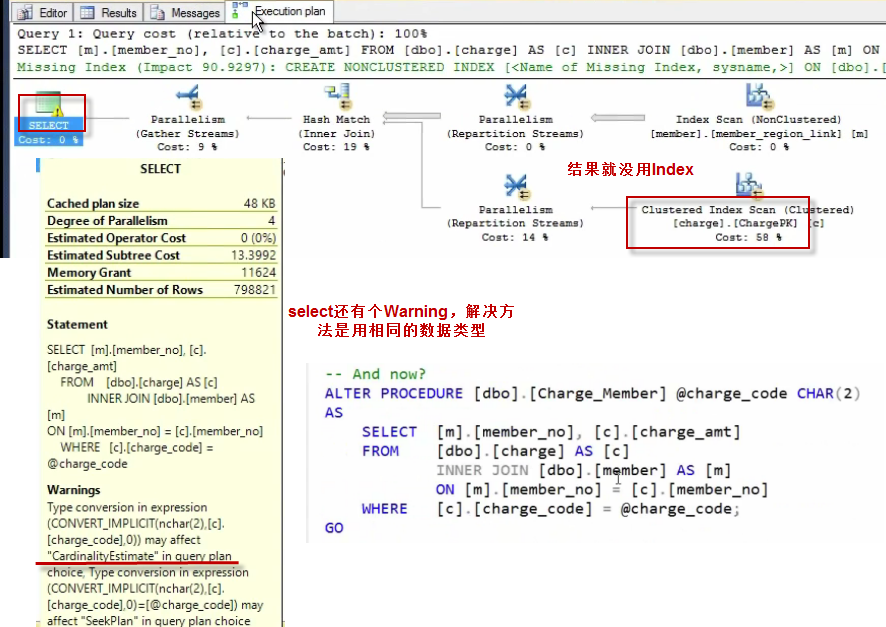 Editor Results Messages Execution plan
Query 1: Query cost (relative to the batch): 100%
SELECT [m].[member_no], [c].[charge_amt] FROM [dbo].[charge] AS [c] INNER JOIN [dbo].[member] AS [m] ON
Missing Index (Impact 90.9297): CREATE NONCLUSTERED INDEX [<Name of Missing Index, sysname,>] ON [dbo].[
SELECT
Cost: 0 %
Parallelism
(Gather Streams)
Cost: 9 %
Hash Match
(Inner Join)
Cost: 19 %
Parallelism
(Repartition Streams)
Cost: 0 %
Index Scan (NonClustered)
[member].[member_region_link] [m]
Cost: 0 %
结果就没用Index
Parallelism
(Repartition Streams)
Cost: 14 %
Clustered Index Scan (Clustered)
[charge].[ChargePK] [c]
Cost: 58 %
SELECT
Cached plan size 48 KB
Degree of Parallelism 4
Estimated Operator Cost 0 (0%)
Estimated Subtree Cost 13.3992
Memory Grant 11624
Estimated Number of Rows 798821
Statement
SELECT [m].[member_no], [c].
[charge_amt]
FROM [dbo].[charge] AS [c]
INNER JOIN [dbo].[member] AS
[m]
ON [m].[member_no] = [c].[member_no]
WHERE [c].[charge_code] =
@charge_code
Warnings
Type conversion in expression
(CONVERT_IMPLICIT(nchar(2),[c].
[charge_code],0)) may affect
"CardinalityEstimate" in query plan
choice, Type conversion in expression
(CONVERT_IMPLICIT(nchar(2),[c].
[charge_code],0)=[@charge_code]) may
affect "SeekPlan" in query plan choice
select还有个Warning，解决方
法是用相同的数据类型
-- And now?
ALTER PROCEDURE [dbo].[Charge_Member] @charge_code CHAR(2)
AS
SELECT [m].[member_no], [c].[charge_amt]
FROM [dbo].[charge] AS [c]
INNER JOIN [dbo].[member] AS [m]
ON [m].[member_no] = [c].[member_no]
WHERE [c].[charge_code] = @charge_code;
GO